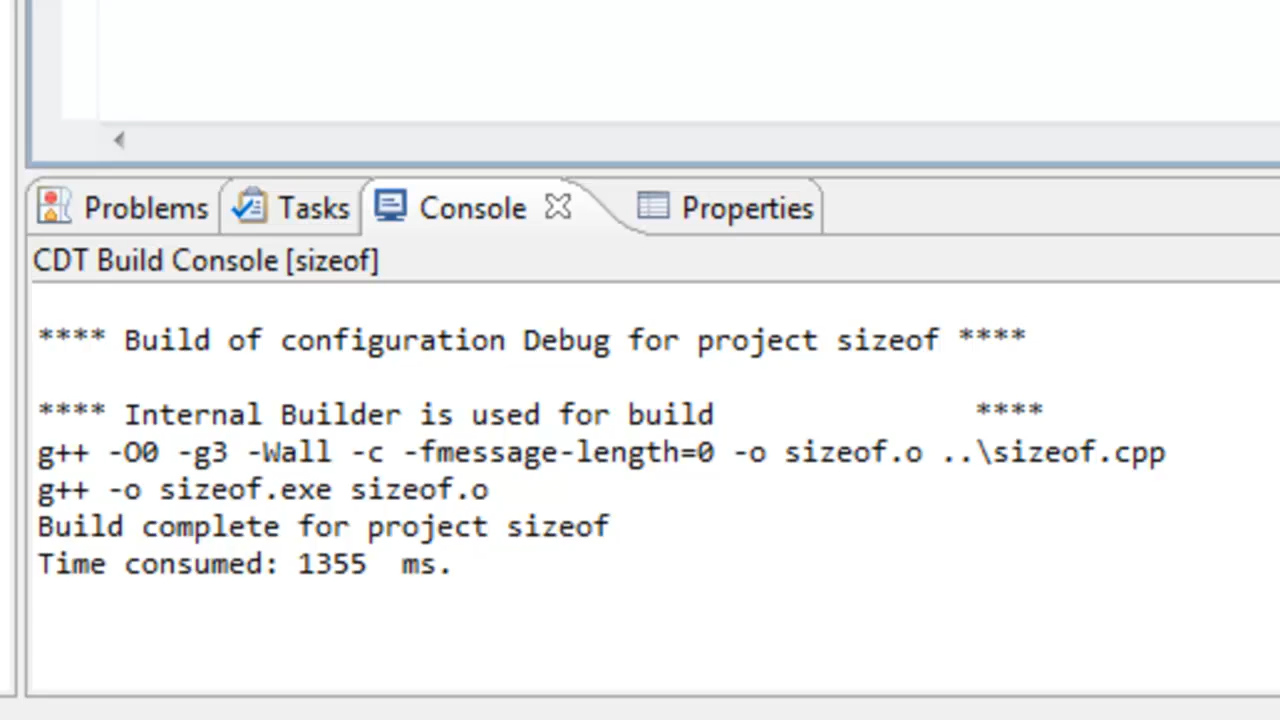 Problems Tasks Console Properties
CDT Build Console [sizeof]
**** Build of configuration Debug for project sizeof ****
**** Internal Builder is used for build                ****
g++ -O0 -g3 -Wall -c -fmessage-length=0 -o sizeof.o ..\sizeof.cpp
g++ -o sizeof.exe sizeof.o
Build complete for project sizeof
Time consumed: 1355  ms.